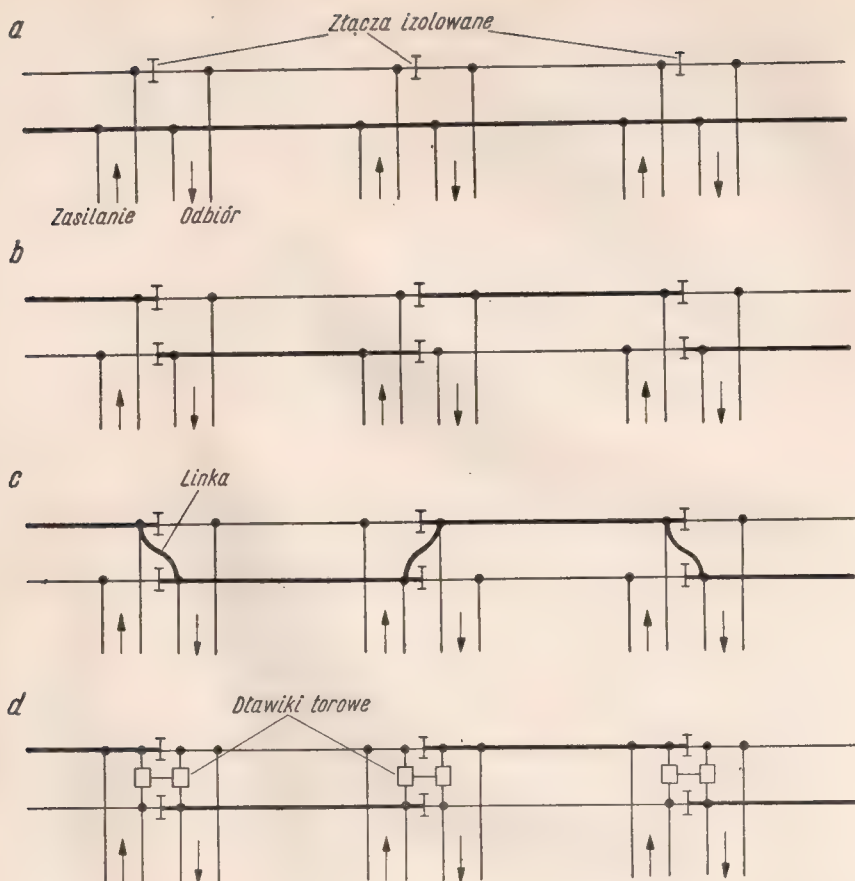 a
Złącza izolowane
Zasilanie
Odbiór
b
c
Linka
d
Dławiki torowe